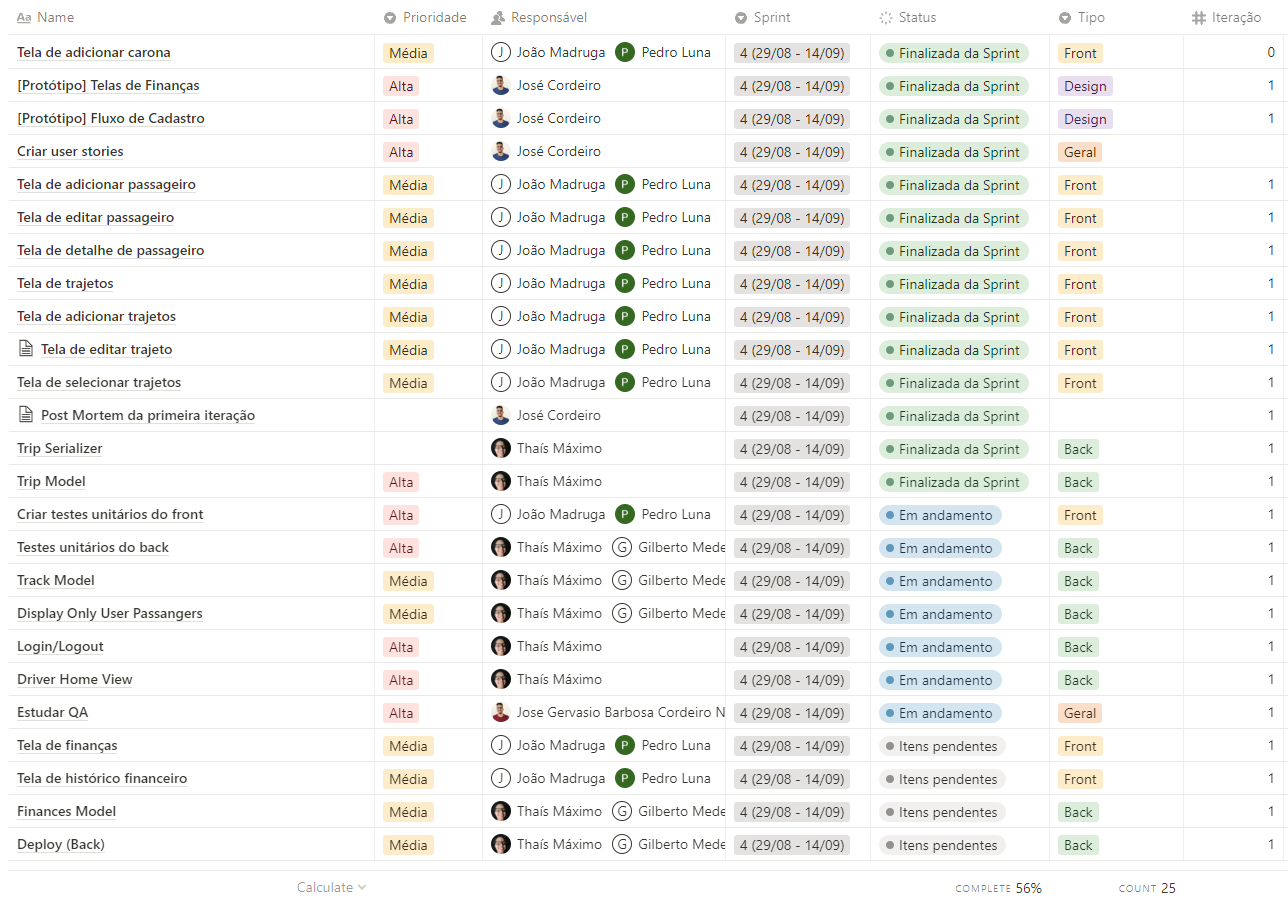 Aa Name Prioridade Responsável Sprint Status Tipo Iteração
Tela de adicionar carona Média J João Madruga P Pedro Luna 4 (29/08 - 14/09) Finalizada da Sprint Front 0
[Protótipo] Telas de Finanças Alta José Cordeiro 4 (29/08 - 14/09) Finalizada da Sprint Design 1
[Protótipo] Fluxo de Cadastro Alta José Cordeiro 4 (29/08 - 14/09) Finalizada da Sprint Design 1
Criar user stories Alta José Cordeiro 4 (29/08 - 14/09) Finalizada da Sprint Geral
Tela de adicionar passageiro Média J João Madruga P Pedro Luna 4 (29/08 - 14/09) Finalizada da Sprint Front 1
Tela de editar passageiro Média J João Madruga P Pedro Luna 4 (29/08 - 14/09) Finalizada da Sprint Front 1
Tela de detalhe de passageiro Média J João Madruga P Pedro Luna 4 (29/08 - 14/09) Finalizada da Sprint Front 1
Tela de trajetos Média J João Madruga P Pedro Luna 4 (29/08 - 14/09) Finalizada da Sprint Front 1
Tela de adicionar trajetos Média J João Madruga P Pedro Luna 4 (29/08 - 14/09) Finalizada da Sprint Front 1
Tela de editar trajeto Média J João Madruga P Pedro Luna 4 (29/08 - 14/09) Finalizada da Sprint Front 1
Tela de selecionar trajetos Média J João Madruga P Pedro Luna 4 (29/08 - 14/09) Finalizada da Sprint Front 1
Post Mortem da primeira iteração José Cordeiro 4 (29/08 - 14/09) Finalizada da Sprint 1
Trip Serializer Thaís Máximo 4 (29/08 - 14/09) Finalizada da Sprint Back 1
Trip Model Alta Thaís Máximo 4 (29/08 - 14/09) Finalizada da Sprint Back 1
Criar testes unitários do front Alta J João Madruga P Pedro Luna 4 (29/08 - 14/09) Em andamento Front 1
Testes unitários do back Alta Thaís Máximo G Gilberto Mede 4 (29/08 - 14/09) Em andamento Back 1
Track Model Média Thaís Máximo G Gilberto Mede 4 (29/08 - 14/09) Em andamento Back 1
Display Only User Passangers Média Thaís Máximo G Gilberto Mede 4 (29/08 - 14/09) Em andamento Back 1
Login/Logout Alta Thaís Máximo 4 (29/08 - 14/09) Em andamento Back 1
Driver Home View Alta Thaís Máximo 4 (29/08 - 14/09) Em andamento Back 1
Estudar QA Alta Jose Gervasio Barbosa Cordeiro N 4 (29/08 - 14/09) Em andamento Geral 1
Tela de finanças Média J João Madruga P Pedro Luna 4 (29/08 - 14/09) Itens pendentes Front 1
Tela de histórico financeiro Média J João Madruga P Pedro Luna 4 (29/08 - 14/09) Itens pendentes Front 1
Finances Model Média Thaís Máximo G Gilberto Mede 4 (29/08 - 14/09) Itens pendentes Back 1
Deploy (Back) Média Thaís Máximo G Gilberto Mede 4 (29/08 - 14/09) Itens pendentes Back 1
Calculate COMPLETE 56% COUNT 25